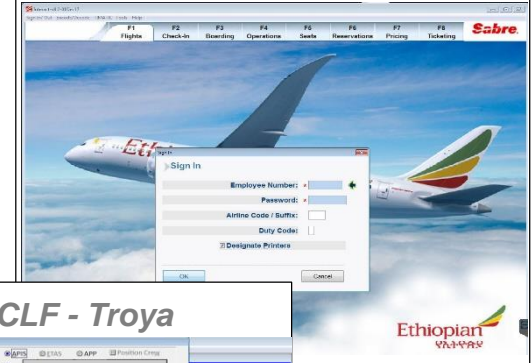 F1 F2 F3 F4 F5 F6 F7 F8
Flights Check-In Boarding Operations Seats Reservations Pricing Ticketing
Sabre
Sign In
Sign In
Employee Number:
Password:
Airline Code / Suffix:
Duty Code:
Designate Printers
OK Cancel
Ethiopian
CLF - Troya
APIS ETAS APP Position Crew